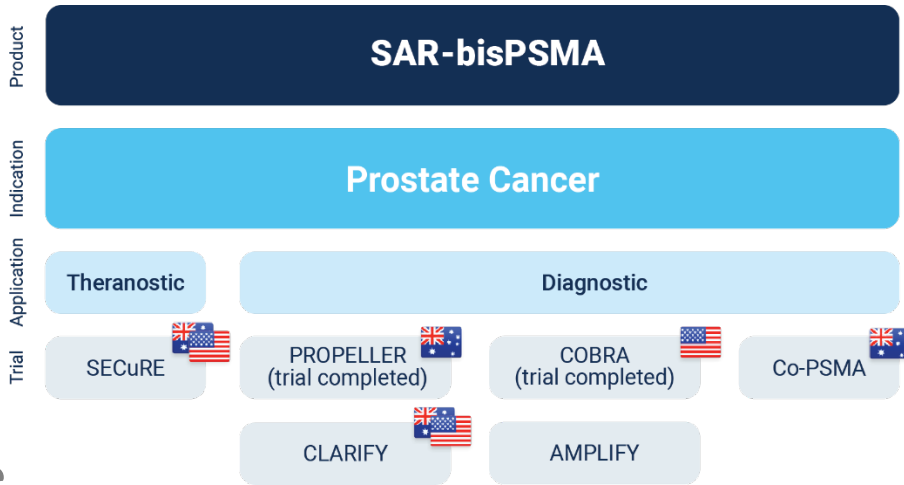 Product
SAR-bisPSMA
Indication
Prostate Cancer
Application
Theranostic
Diagnostic
Trial
SECuRE
PROPELLER
(trial completed)
COBRA
(trial completed)
Co-PSMA
CLARIFY
AMPLIFY